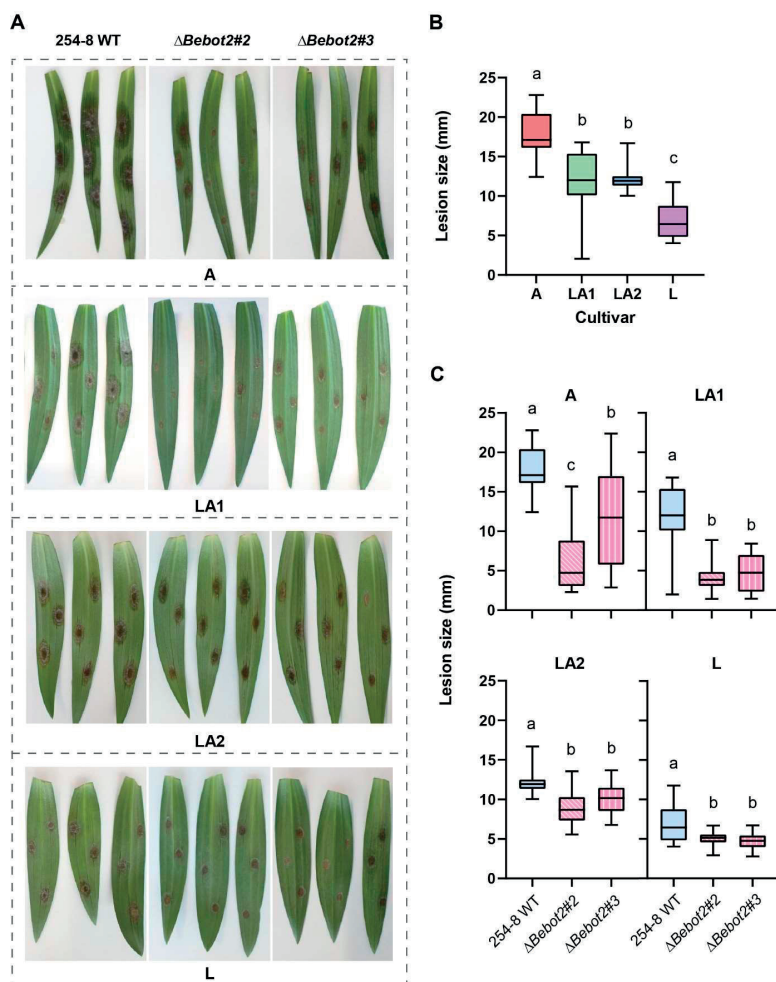 A
254-8 WT
ΔBebot2#2
ΔBebot2#3
A
LA1
LA2
L
B
Lesion size (mm)
25
20
15
10
5
0
a
b
b
c
A
LA1
LA2
L
Cultivar
C
Lesion size (mm)
A
25
20
15
10
5
0
a
c
b
LA1
a
b
b
LA2
25
20
15
10
5
0
a
b
b
L
a
b
b
254-8 WT
ΔBebot2#2
ΔBebot2#3
254-8 WT
ΔBebot2#2
ΔBebot2#3